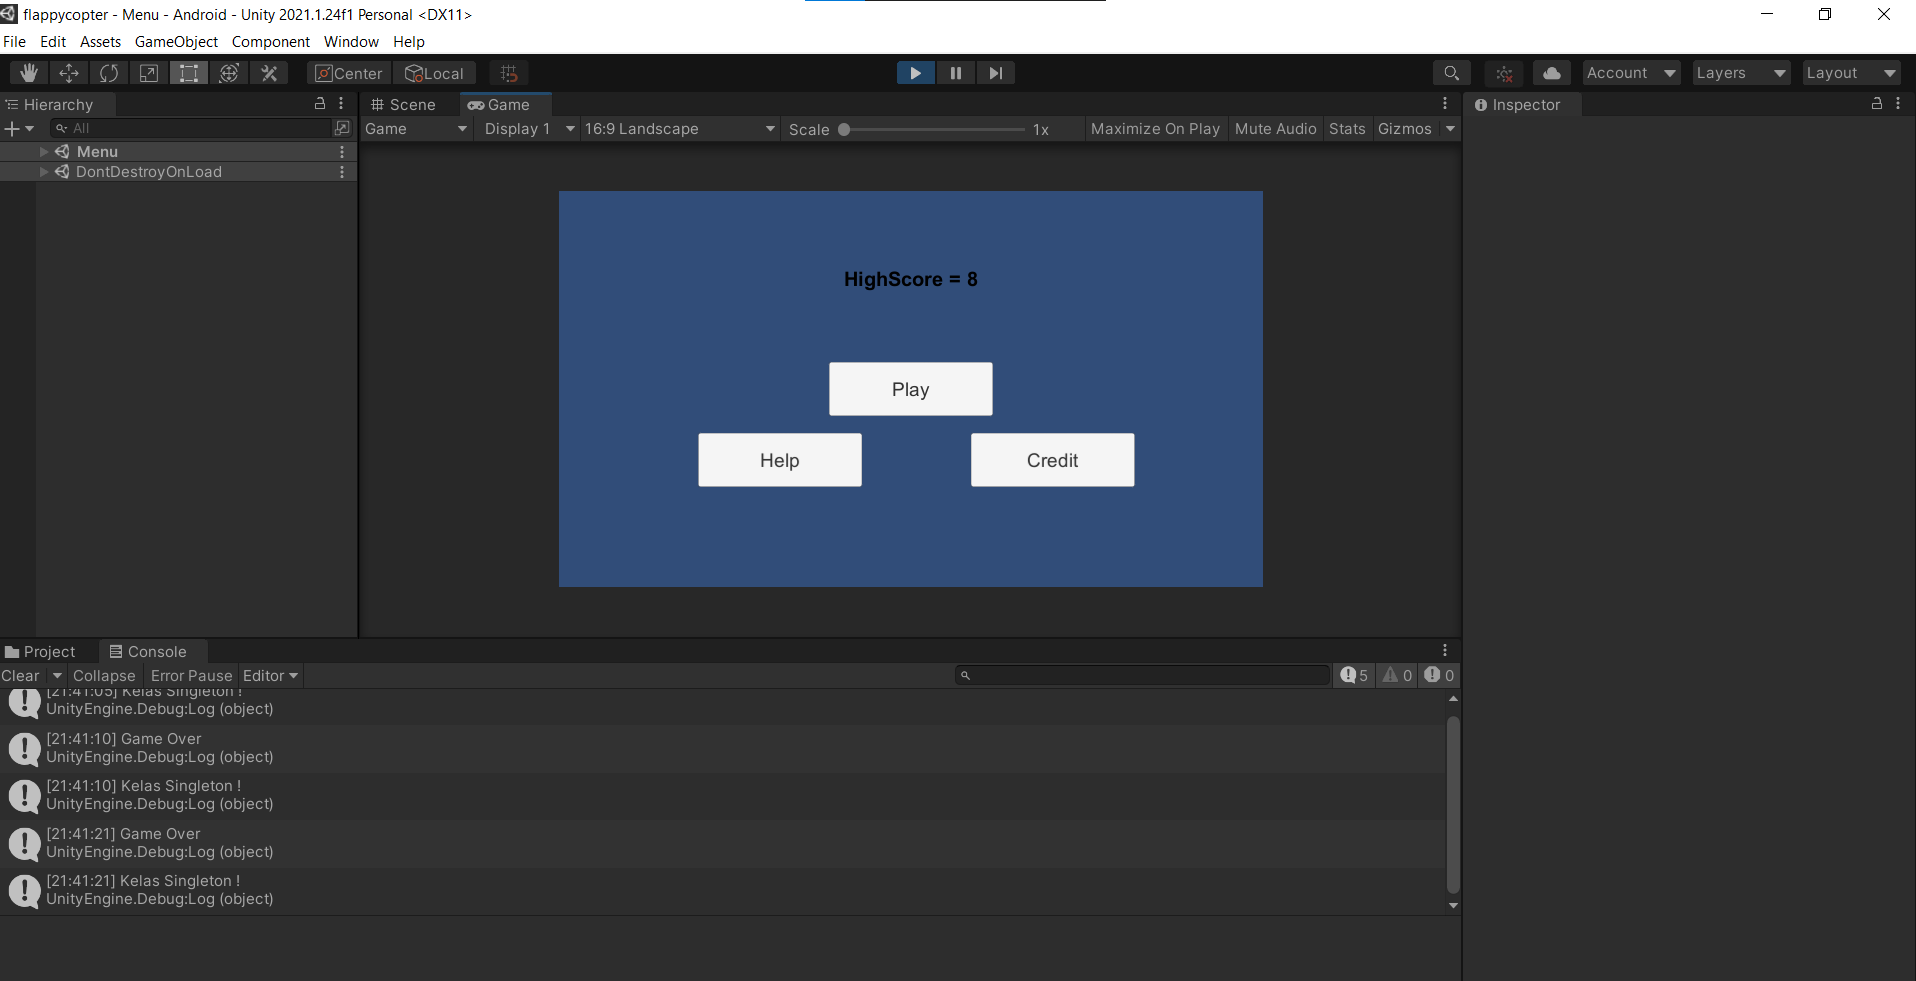 flappycopter - Menu - Android - Unity 2021.1.24f1 Personal <DX11>
File Edit Assets GameObject Component Window Help
Center Local Account Layers Layout
Hierarchy
All
Menu
DontDestroyOnLoad
Scene Game
Game Display 1 16:9 Landscape Scale 1x Maximize On Play Mute Audio Stats Gizmos
HighScore = 8
Play
Help Credit
Inspector
Project Console
Clear Collapse Error Pause Editor 5 0 0
[21:41:05] Kelas Singleton !
UnityEngine.Debug:Log (object)
[21:41:10] Game Over
UnityEngine.Debug:Log (object)
[21:41:10] Kelas Singleton !
UnityEngine.Debug:Log (object)
[21:41:21] Game Over
UnityEngine.Debug:Log (object)
[21:41:21] Kelas Singleton !
UnityEngine.Debug:Log (object)